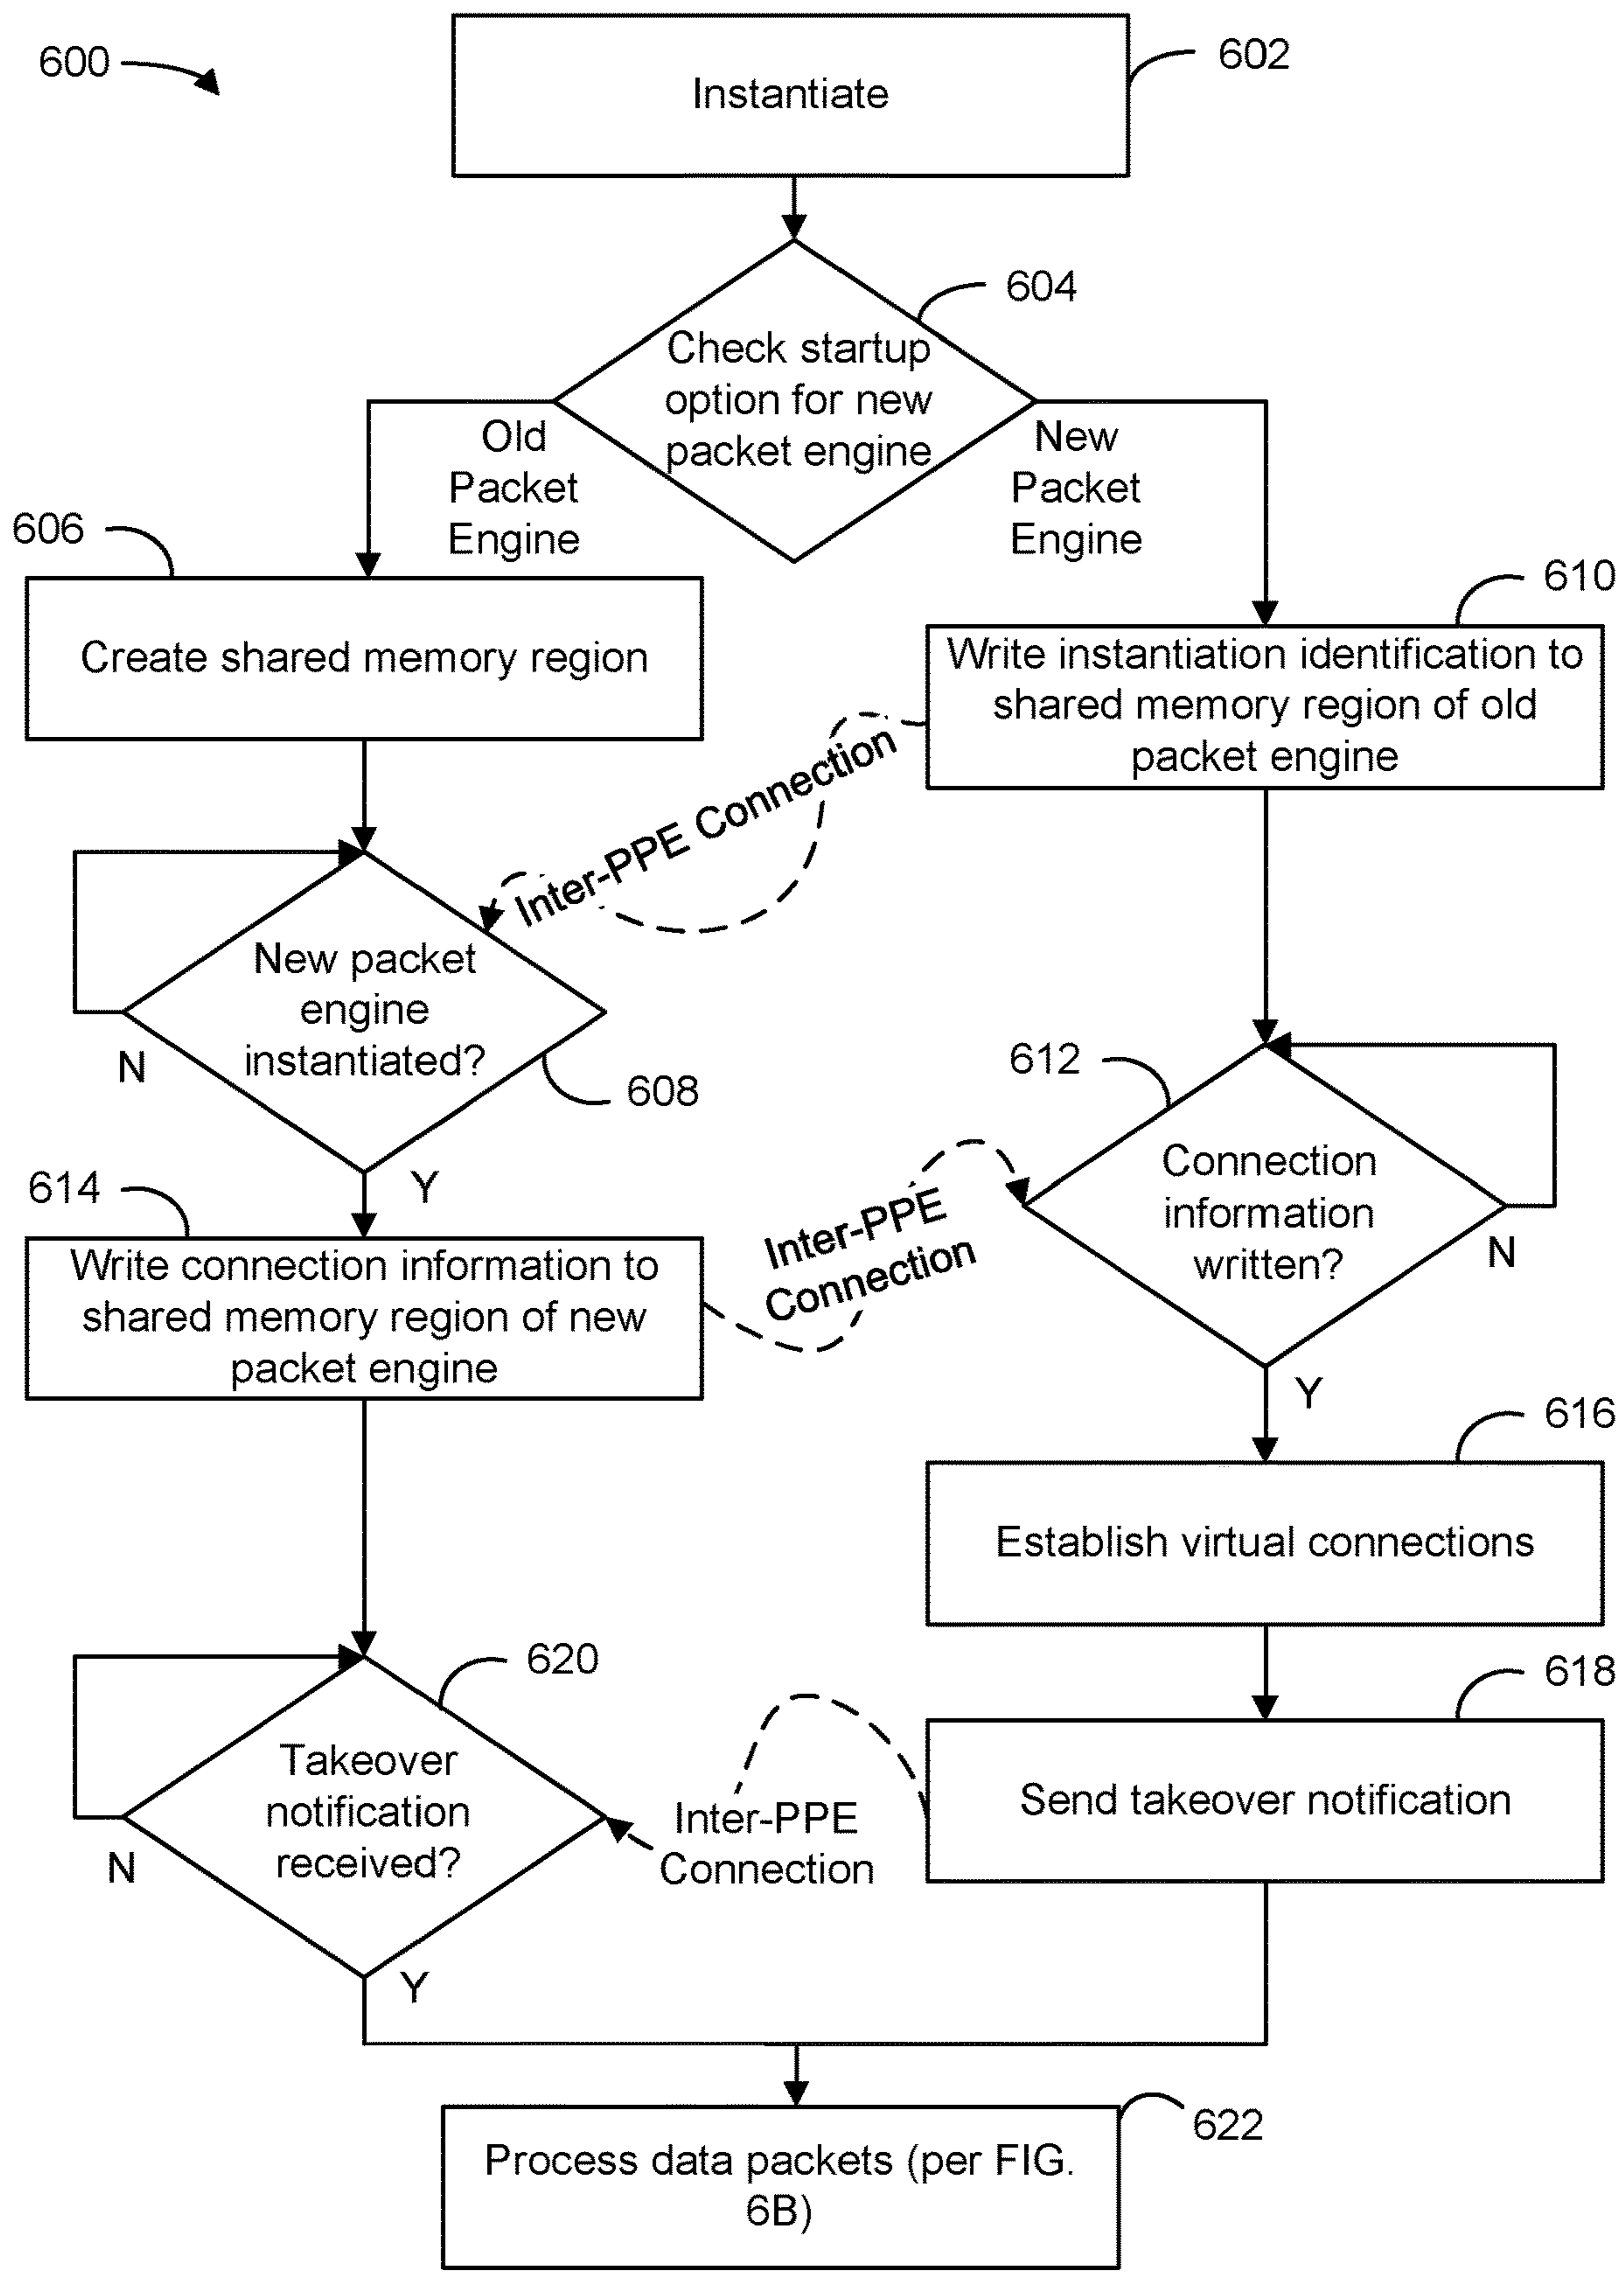 600
Instantiate
602
604
Check startup
option for new
packet engine
Old
Packet
Engine
New
Packet
Engine
606
Create shared memory region
610
Write instantiation identification to
shared memory region of old
packet engine
Inter-PPE Connection
New packet
engine
instantiated?
N
608
Y
612
Connection
information
written?
N
Y
614
Write connection information to
shared memory region of new
packet engine
Inter-PPE
Connection
616
Establish virtual connections
618
Send takeover notification
620
Takeover
notification
received?
N
Y
Inter-PPE
Connection
622
Process data packets (per FIG.
6B)